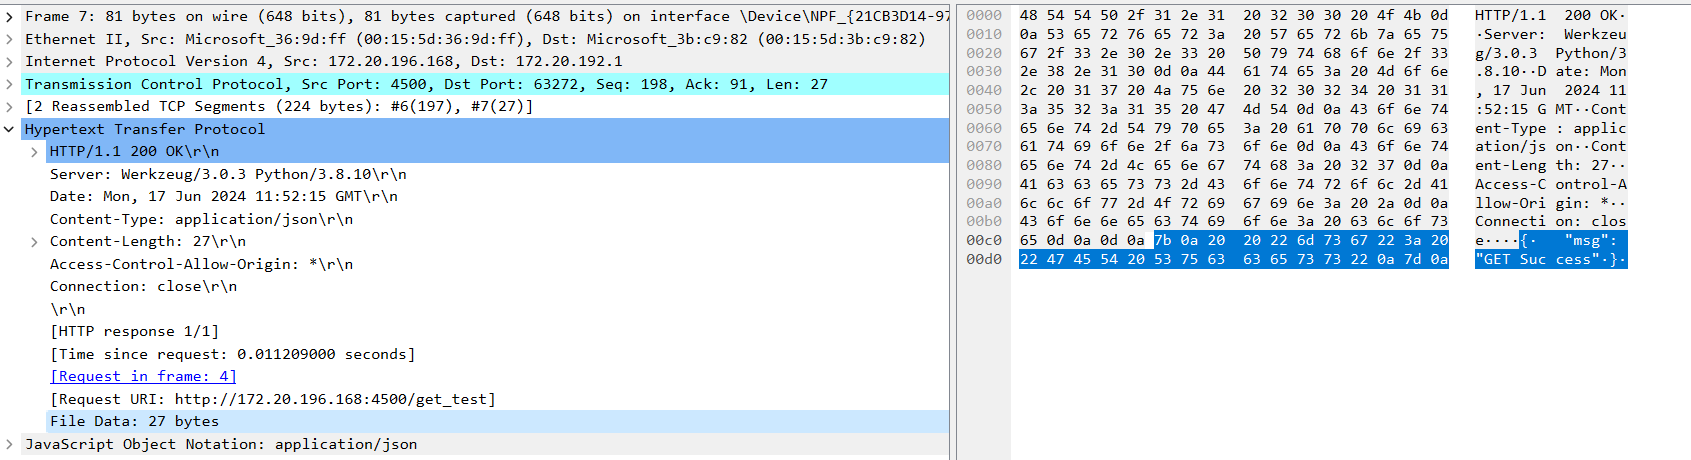 Frame 7: 81 bytes on wire (648 bits), 81 bytes captured (648 bits) on interface \Device\NPF_{21CB3D14-97
Ethernet II, Src: Microsoft_36:9d:ff (00:15:5d:36:9d:ff), Dst: Microsoft_3b:c9:82 (00:15:5d:3b:c9:82)
Internet Protocol Version 4, Src: 172.20.196.168, Dst: 172.20.192.1
Transmission Control Protocol, Src Port: 4500, Dst Port: 63272, Seq: 198, Ack: 91, Len: 27
[2 Reassembled TCP Segments (224 bytes): #6(197), #7(27)]
Hypertext Transfer Protocol
HTTP/1.1 200 OK\r\n
Server: Werkzeug/3.0.3 Python/3.8.10\r\n
Date: Mon, 17 Jun 2024 11:52:15 GMT\r\n
Content-Type: application/json\r\n
Content-Length: 27\r\n
Access-Control-Allow-Origin: *\r\n
Connection: close\r\n
\r\n
[HTTP response 1/1]
[Time since request: 0.011209000 seconds]
[Request in frame: 4]
[Request URI: http://172.20.196.168:4500/get_test]
File Data: 27 bytes
JavaScript Object Notation: application/json
0000 48 54 54 50 2f 31 2e 31 20 32 30 30 20 4f 4b 0d HTTP/1.1 200 OK·
0010 0a 53 65 72 76 65 72 3a 20 57 65 72 6b 7a 65 75 ·Server: Werkzeu
0020 67 2f 33 2e 30 2e 33 20 50 79 74 68 6f 6e 2f 33 g/3.0.3 Python/3
0030 2e 38 2e 31 30 0d 0a 44 61 74 65 3a 20 4d 6f 6e .8.10··D ate: Mon
0040 2c 20 31 37 20 4a 75 6e 20 32 30 32 34 20 31 31 , 17 Jun 2024 11
0050 3a 35 32 3a 31 35 20 47 4d 54 0d 0a 43 6f 6e 74 :52:15 G MT··Cont
0060 65 6e 74 2d 54 79 70 65 3a 20 61 70 70 6c 69 63 ent-Type : applic
0070 61 74 69 6f 6e 2f 6a 73 6f 6e 0d 0a 43 6f 6e 74 ation/js on··Cont
0080 65 6e 74 2d 4c 65 6e 67 74 68 3a 20 32 37 0d 0a ent-Leng th: 27··
0090 41 63 63 65 73 73 2d 43 6f 6e 74 72 6f 6c 2d 41 Access-C ontrol-A
00a0 6c 6c 6f 77 2d 4f 72 69 67 69 6e 3a 20 2a 0d 0a llow-Ori gin: *··
00b0 43 6f 6e 6e 65 63 74 69 6f 6e 3a 20 63 6c 6f 73 Connecti on: clos
00c0 65 0d 0a 0d 0a 7b 0a 20 20 22 6d 73 67 22 3a 20 e····{· "msg":
00d0 22 47 45 54 20 53 75 63 63 65 73 73 22 0a 7d 0a "GET Suc cess"·}·